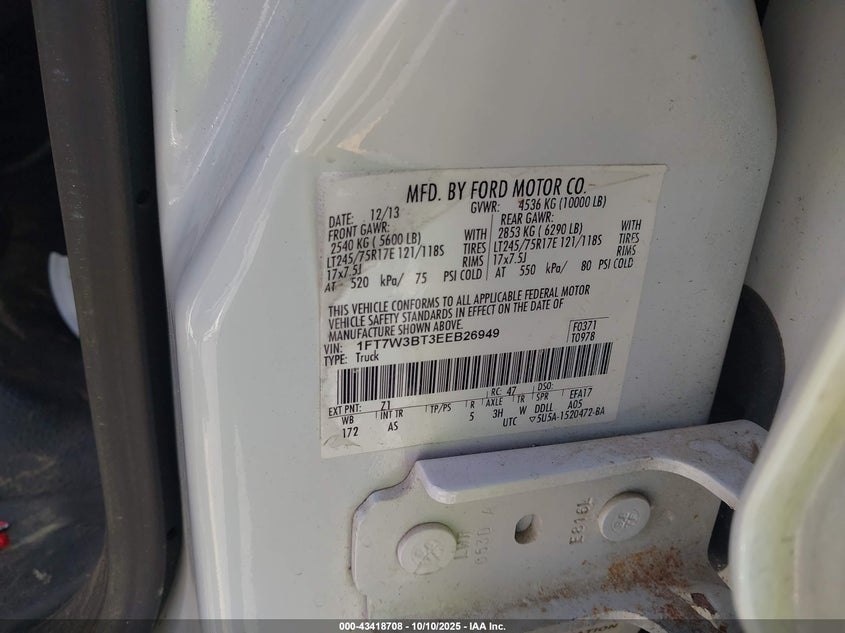 MFD. BY FORD MOTOR CO.
DATE: 12/13 GVWR: 4536 KG (10000 LB)
FRONT GAWR: REAR GAWR:
2540 KG ( 5600 LB) WITH 2853 KG ( 6290 LB) WITH
LT245/75R17E 121/118S TIRES LT245/75R17E 121/118S TIRES
17x7.5J RIMS 17x7.5J RIMS
AT 520 kPa/ 75 PSI COLD AT 550 kPa/ 80 PSI COLD
THIS VEHICLE CONFORMS TO ALL APPLICABLE FEDERAL MOTOR
VEHICLE SAFETY STANDARDS IN EFFECT ON THE DATE OF
MANUFACTURE SHOWN ABOVE.
VIN: 1FT7W3BT3EEB26949 F0371
TYPE: Truck T0978
EXT PNT: Z1 RC: 47 DSO:
WB INT TR TP/PS R AXLE TR SPR EFA17
172 AS 5 3H W DDLL A05
UTC ▽5U5A-1520472-BA
E816L
000-43418708 - 10/10/2025 - IAA Inc.